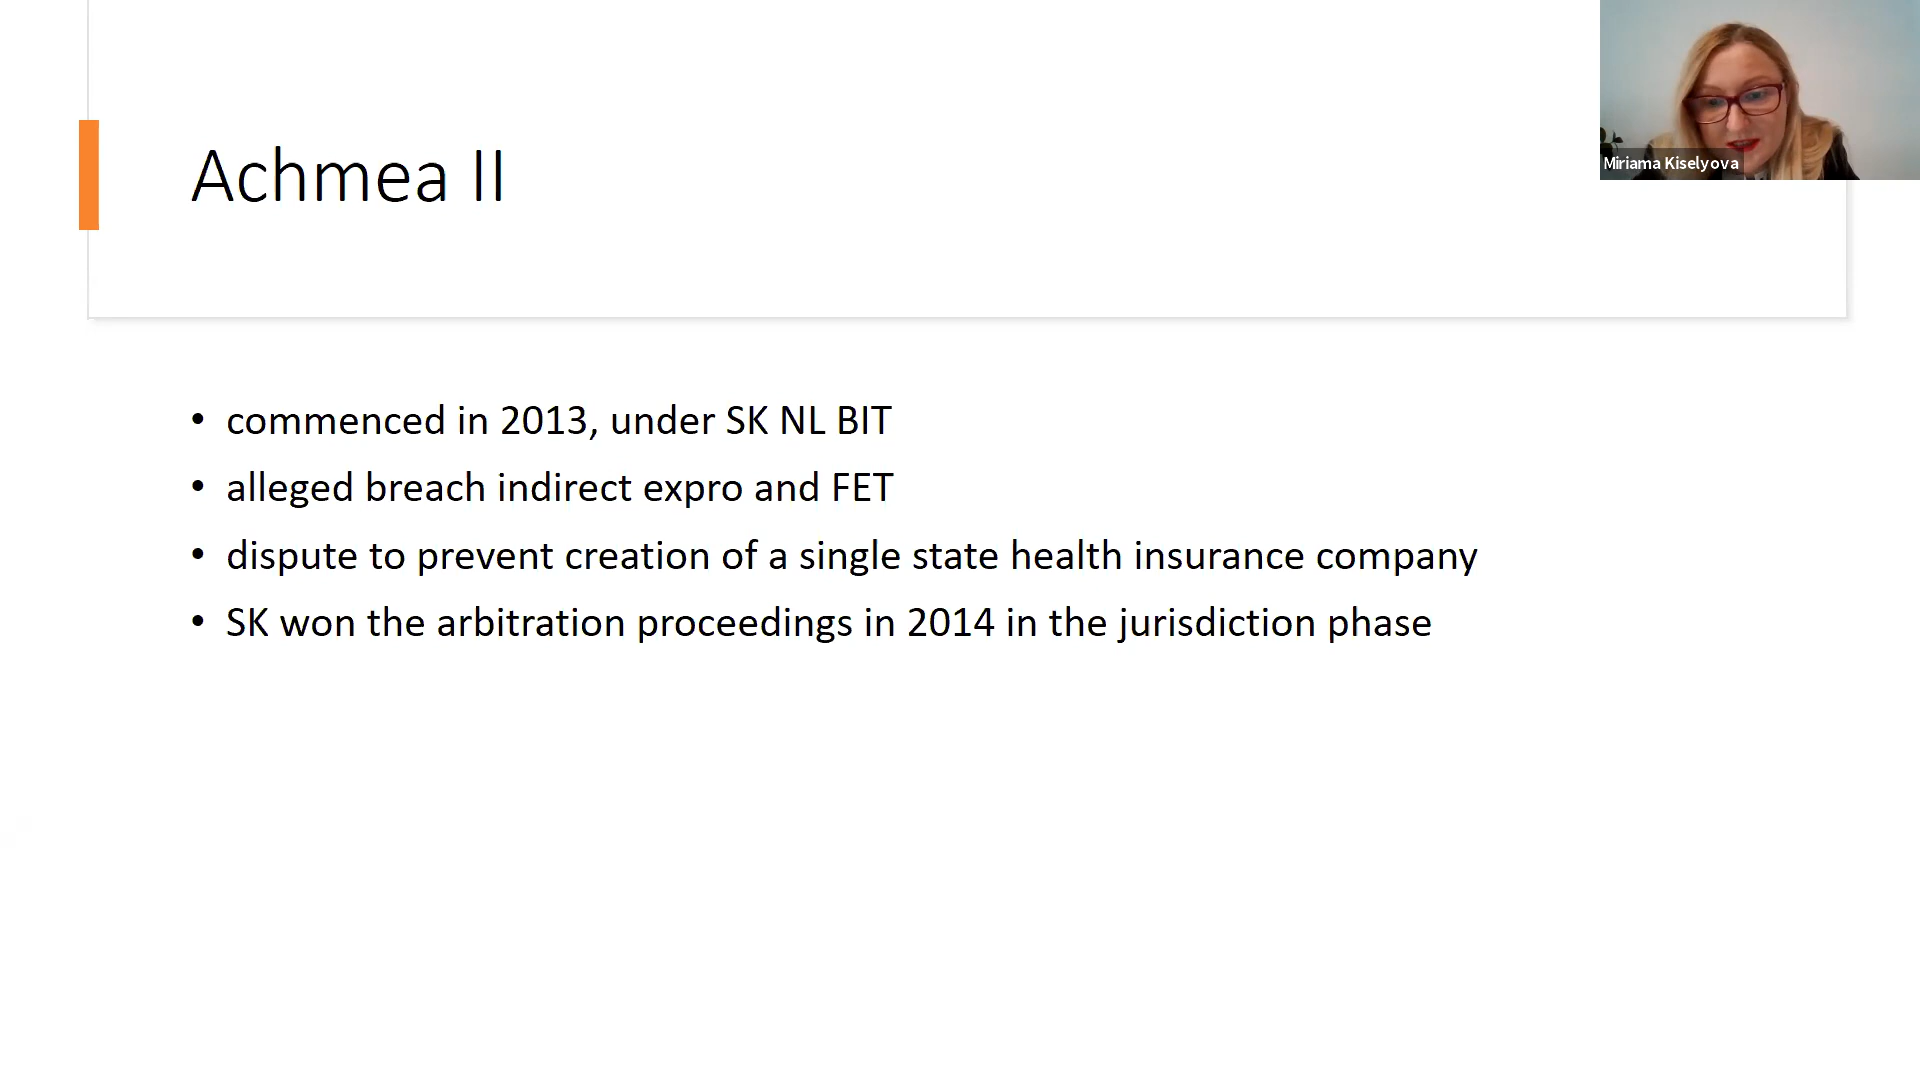 Achmea II
Miriama Kiselyova
• commenced in 2013, under SK NL BIT
• alleged breach indirect expro and FET
• dispute to prevent creation of a single state health insurance company
• SK won the arbitration proceedings in 2014 in the jurisdiction phase